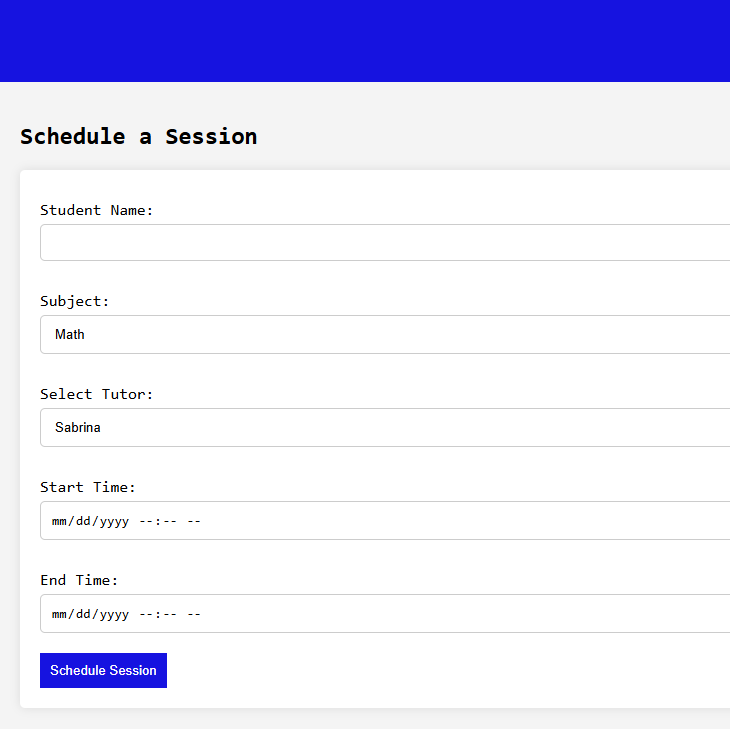 Schedule a Session
Student Name:
Subject:
Math
Select Tutor:
Sabrina
Start Time:
mm/dd/yyyy --:-- --
End Time:
mm/dd/yyyy --:-- --
Schedule Session